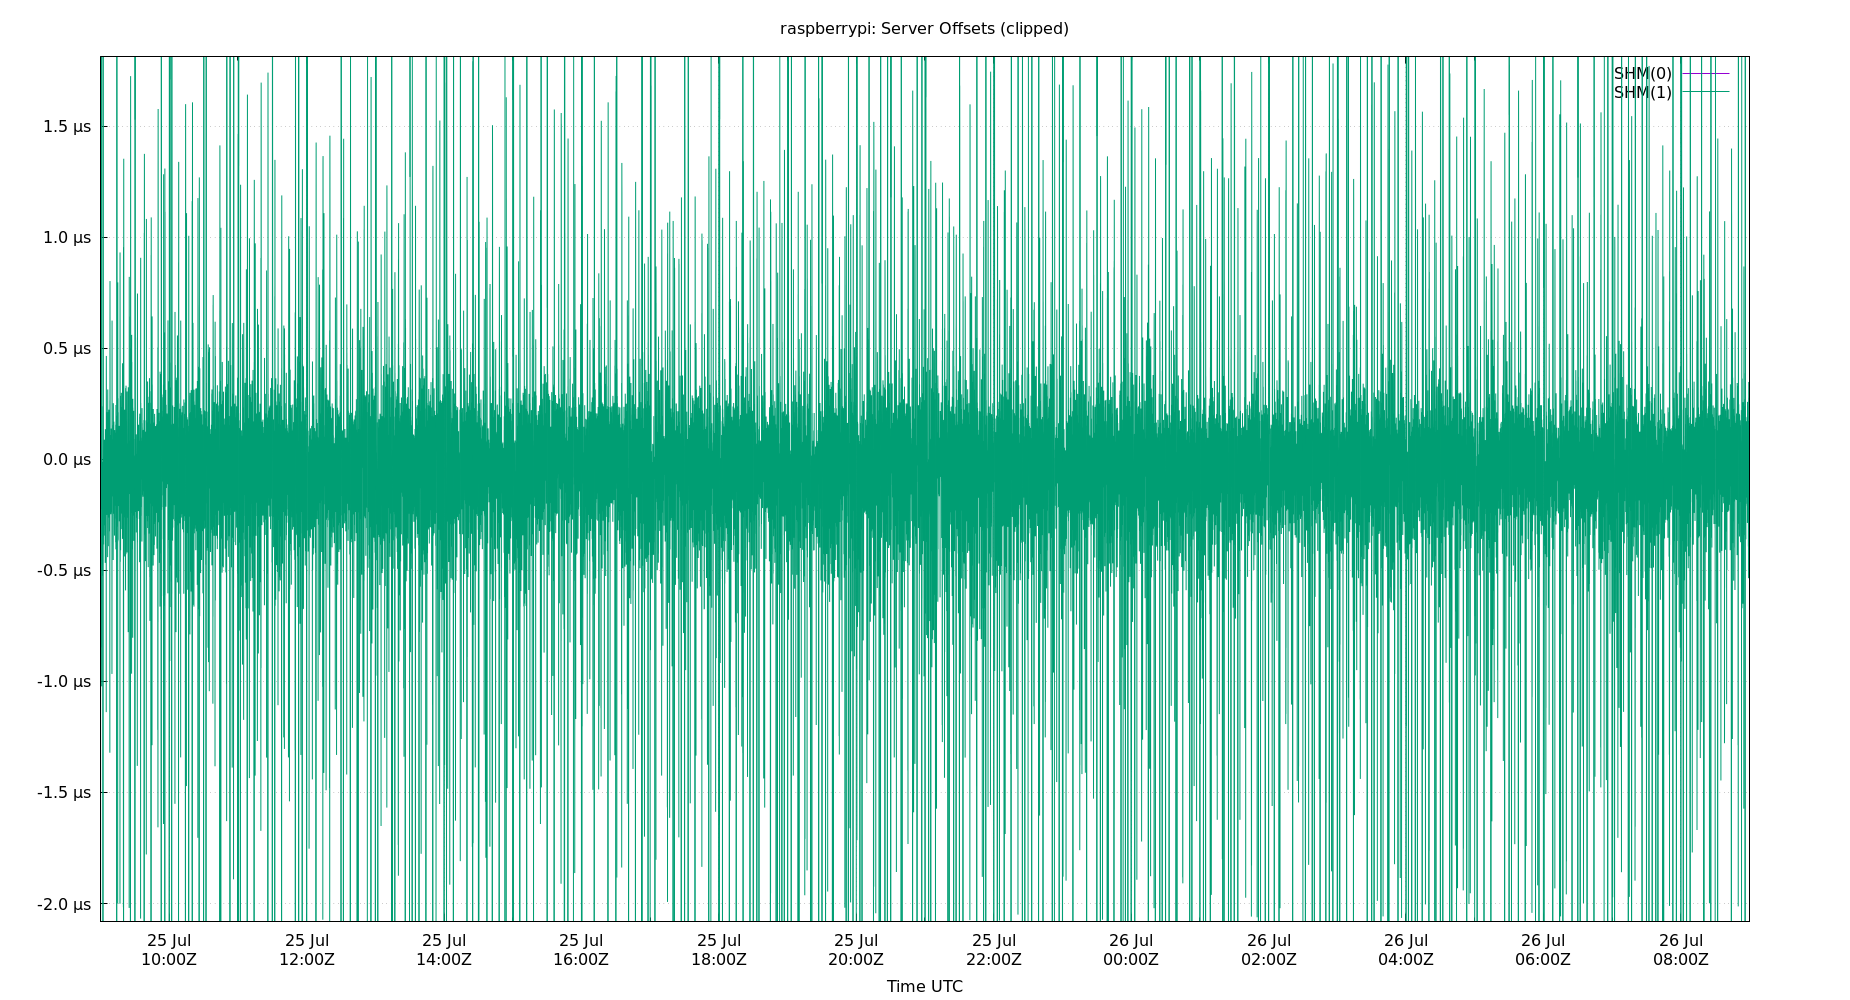 raspberrypi: Server Offsets (clipped)
SHM(0)
SHM(1)
1.5 µs
1.0 µs
0.5 µs
0.0 µs
-0.5 µs
-1.0 µs
-1.5 µs
-2.0 µs
25 Jul 25 Jul 25 Jul 25 Jul 25 Jul 25 Jul 25 Jul 26 Jul 26 Jul 26 Jul 26 Jul 26 Jul
10:00Z 12:00Z 14:00Z 16:00Z 18:00Z 20:00Z 22:00Z 00:00Z 02:00Z 04:00Z 06:00Z 08:00Z
Time UTC